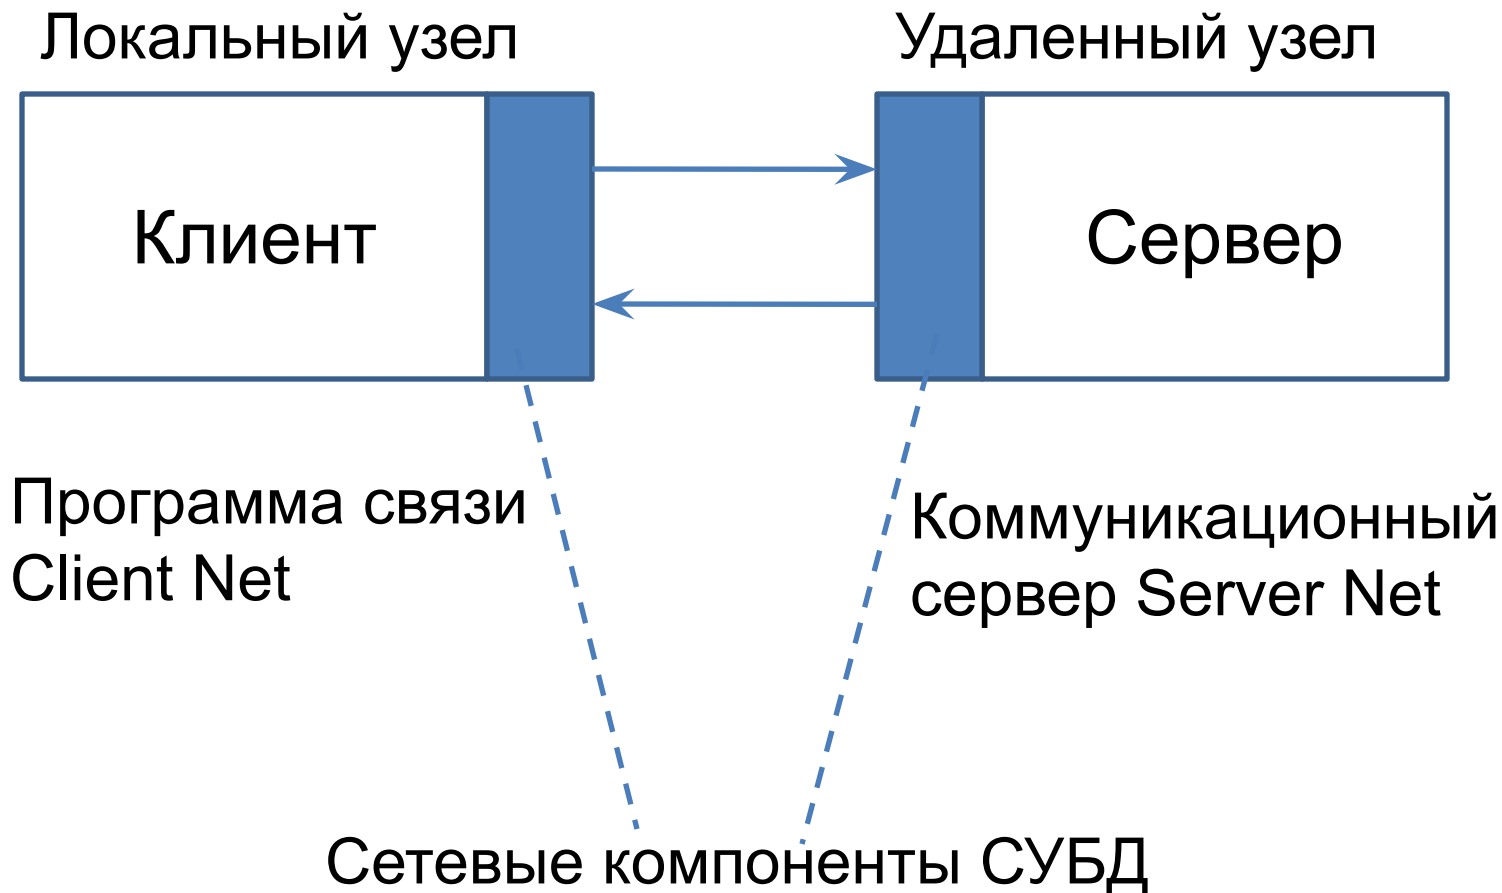 Локальный узел
Удаленный узел
Клиент
Сервер
Программа связи
Client Net
Коммуникационный
сервер Server Net
Сетевые компоненты СУБД